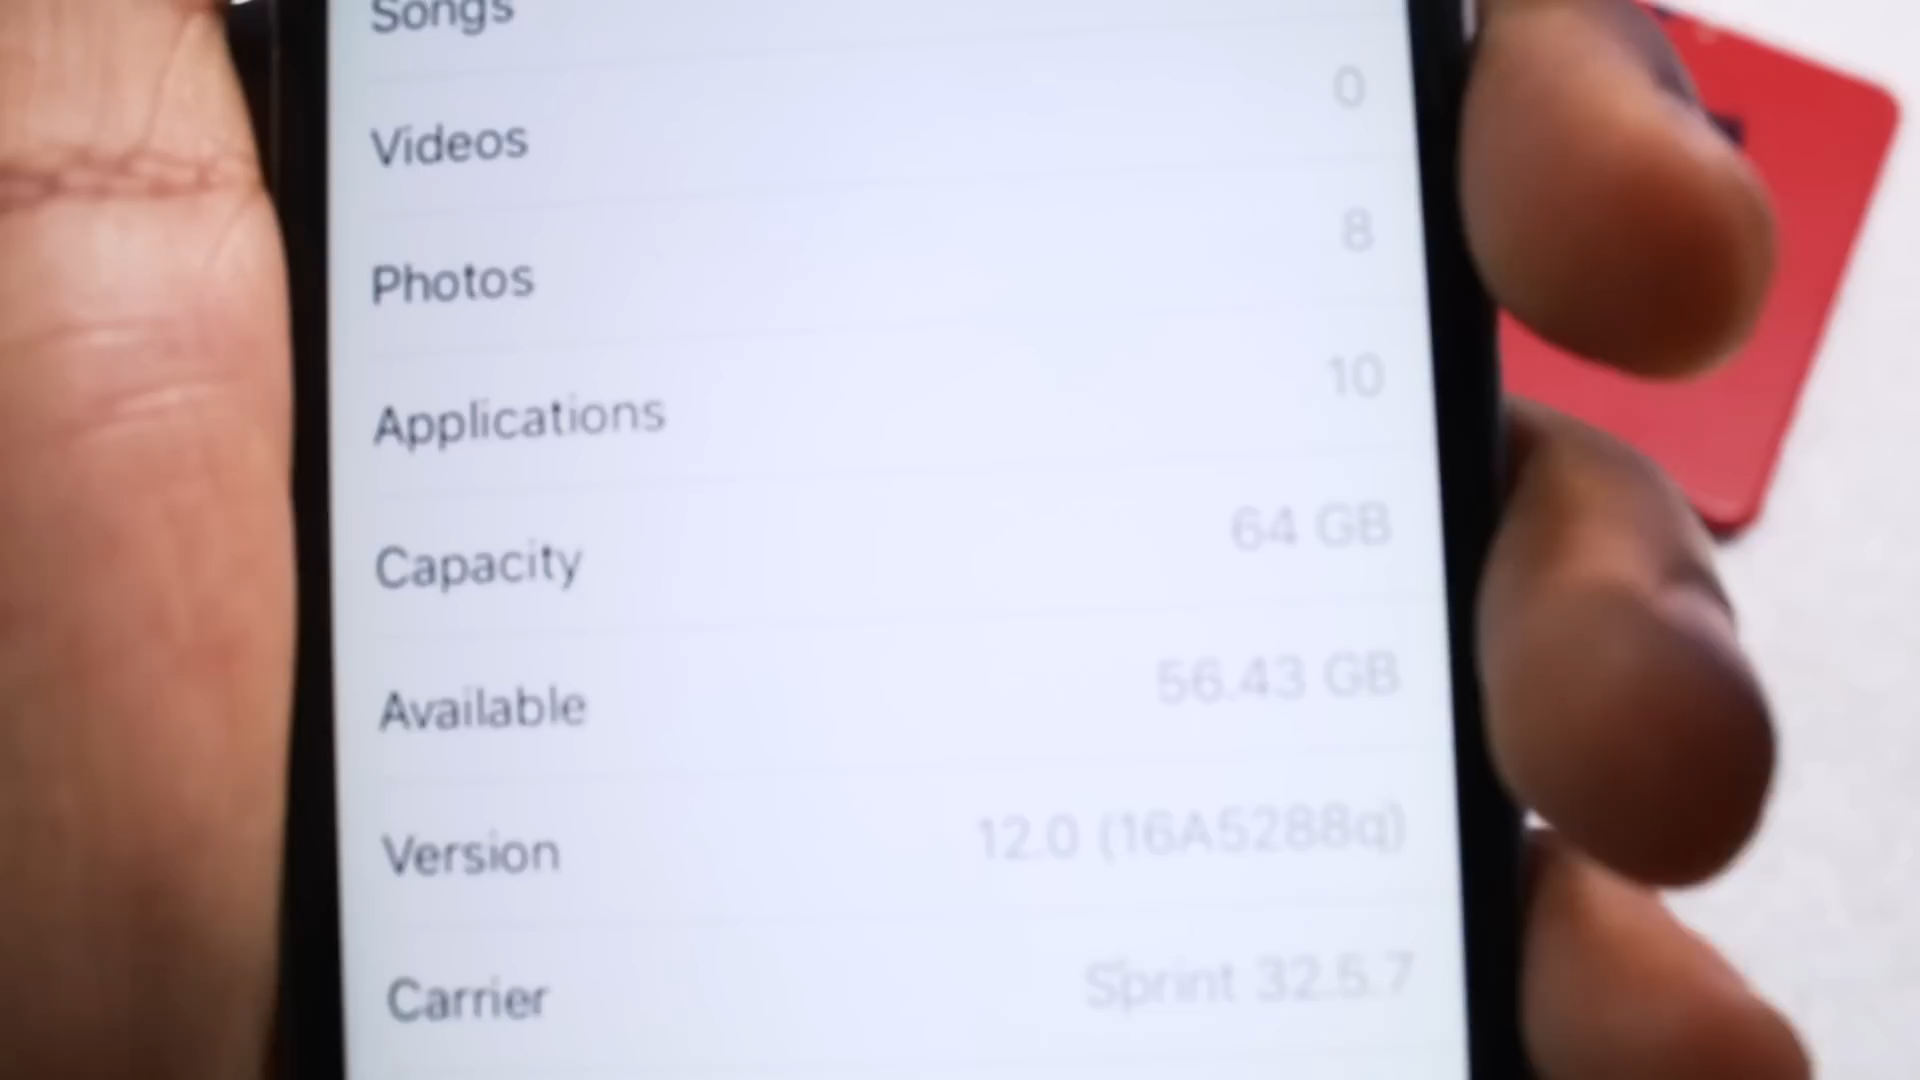 Songs
Videos 0
Photos 8
Applications 10
Capacity 64 GB
Available 56.43 GB
Version 12.0 (16A5288q)
Carrier Sprint 32.5.7